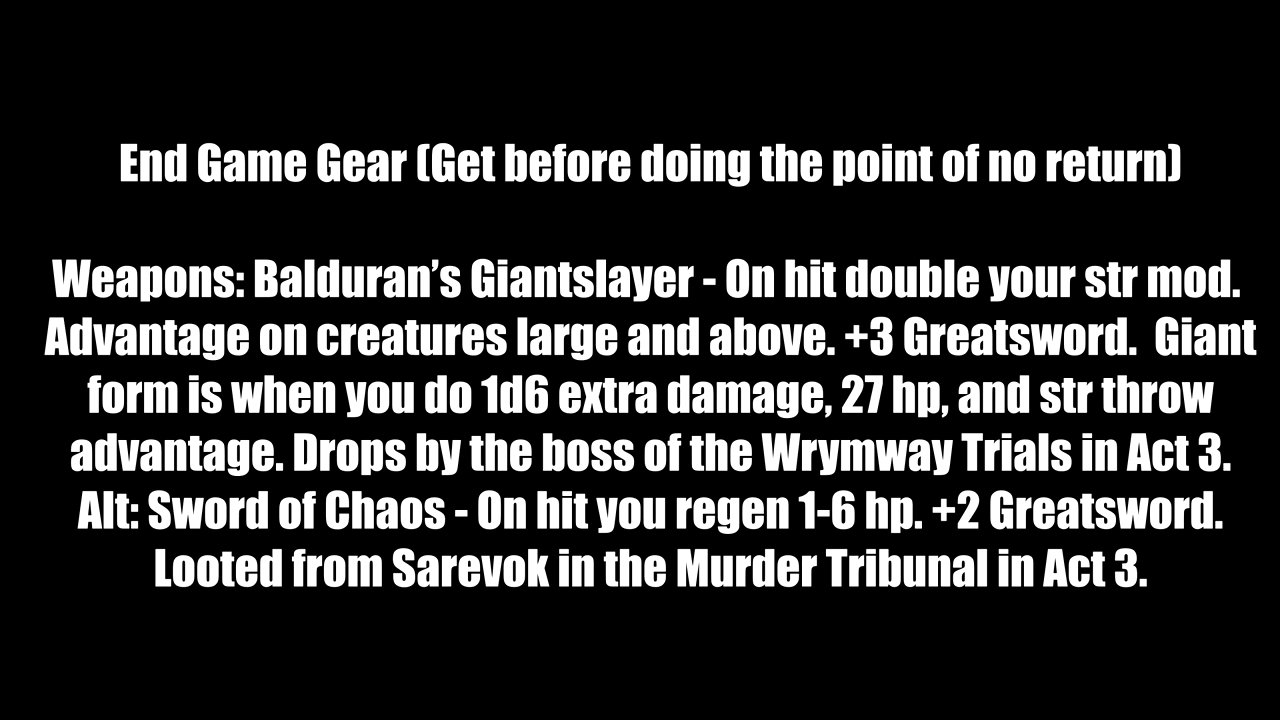 End Game Gear (Get before doing the point of no return)
Weapons: Balduran’s Giantslayer - On hit double your str mod.
Advantage on creatures large and above. +3 Greatsword.  Giant
form is when you do 1d6 extra damage, 27 hp, and str throw
advantage. Drops by the boss of the Wrymway Trials in Act 3.
Alt: Sword of Chaos - On hit you regen 1-6 hp. +2 Greatsword.
Looted from Sarevok in the Murder Tribunal in Act 3.